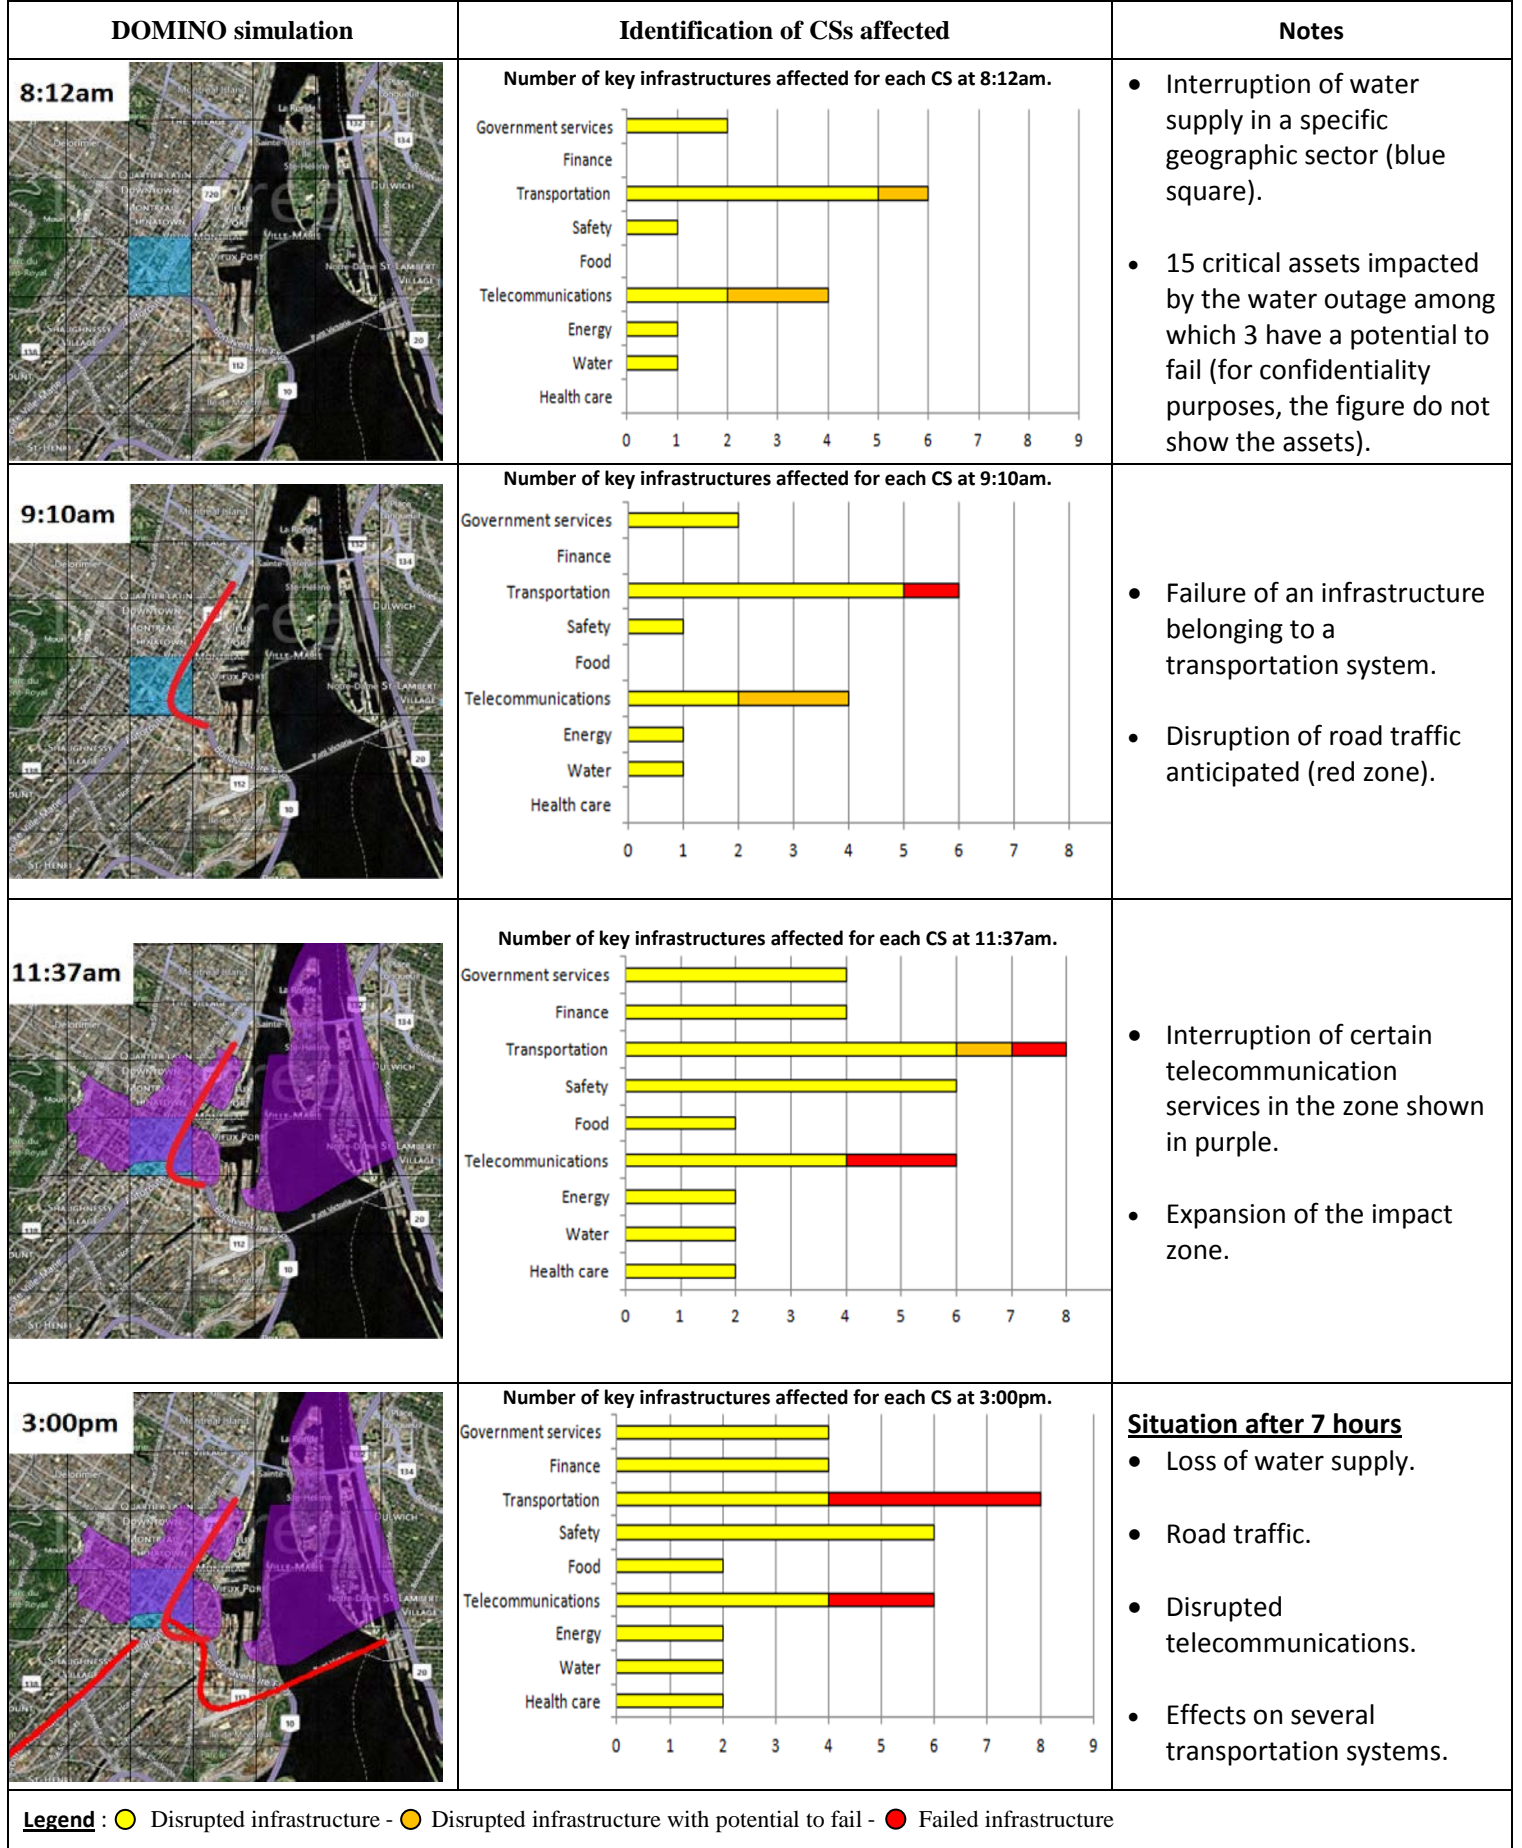 DOMINO simulation
Identification of CSs affected
Notes
8:12am
Number of key infrastructures affected for each CS at 8:12am.
Government services
Finance
Transportation
Safety
Food
Telecommunications
Energy
Water
Health care
0 1 2 3 4 5 6 7 8 9
• Interruption of water
supply in a specific
geographic sector (blue
square).
• 15 critical assets impacted
by the water outage among
which 3 have a potential to
fail (for confidentiality
purposes, the figure do not
show the assets).
9:10am
Number of key infrastructures affected for each CS at 9:10am.
Government services
Finance
Transportation
Safety
Food
Telecommunications
Energy
Water
Health care
0 1 2 3 4 5 6 7 8
• Failure of an infrastructure
belonging to a
transportation system.
• Disruption of road traffic
anticipated (red zone).
11:37am
Number of key infrastructures affected for each CS at 11:37am.
Government services
Finance
Transportation
Safety
Food
Telecommunications
Energy
Water
Health care
0 1 2 3 4 5 6 7 8
• Interruption of certain
telecommunication
services in the zone shown
in purple.
• Expansion of the impact
zone.
3:00pm
Number of key infrastructures affected for each CS at 3:00pm.
Government services
Finance
Transportation
Safety
Food
Telecommunications
Energy
Water
Health care
0 1 2 3 4 5 6 7 8 9
Situation after 7 hours
• Loss of water supply.
• Road traffic.
• Disrupted
telecommunications.
• Effects on several
transportation systems.
Legend : Disrupted infrastructure - Disrupted infrastructure with potential to fail - Failed infrastructure